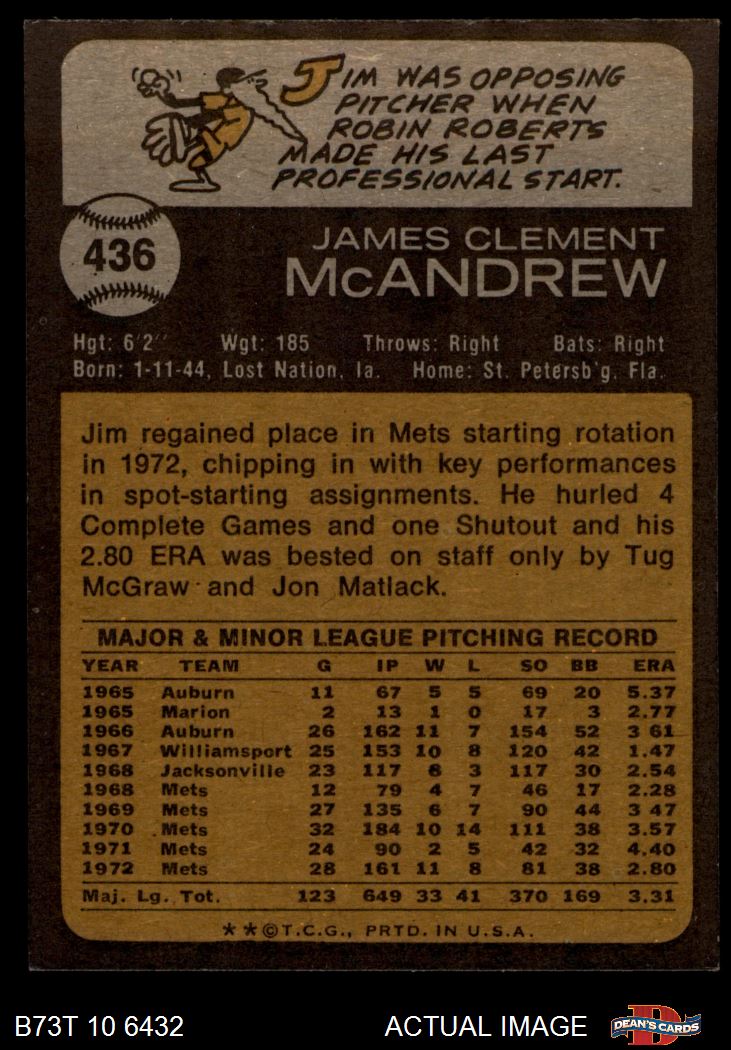 JIM WAS OPPOSING
PITCHER WHEN
ROBIN ROBERTS
MADE HIS LAST
PROFESSIONAL START.
436
JAMES CLEMENT
McANDREW
Hgt: 6'2" Wgt: 185 Throws: Right Bats: Right
Born: 1-11-44, Lost Nation, Ia. Home: St. Petersb'g, Fla.
Jim regained place in Mets starting rotation
in 1972, chipping in with key performances
in spot-starting assignments. He hurled 4
Complete Games and one Shutout and his
2.80 ERA was bested on staff only by Tug
McGraw and Jon Matlack.
MAJOR & MINOR LEAGUE PITCHING RECORD
YEAR TEAM G IP W L SO BB ERA
1965 Auburn 11 67 5 5 69 20 5.37
1965 Marion 2 13 1 0 17 3 2.77
1966 Auburn 26 162 11 7 154 52 3 61
1967 Williamsport 25 153 10 8 120 42 1.47
1968 Jacksonville 23 117 8 3 117 30 2.54
1968 Mets 12 79 4 7 46 17 2.28
1969 Mets 27 135 6 7 90 44 3 47
1970 Mets 32 184 10 14 111 38 3.57
1971 Mets 24 90 2 5 42 32 4.40
1972 Mets 28 161 11 8 81 38 2.80
Maj. Lg. Tot. 123 649 33 41 370 169 3.31
**©T.C.G., PRTD. IN U.S.A.
B73T 10 6432 ACTUAL IMAGE
DEAN'S CARDS